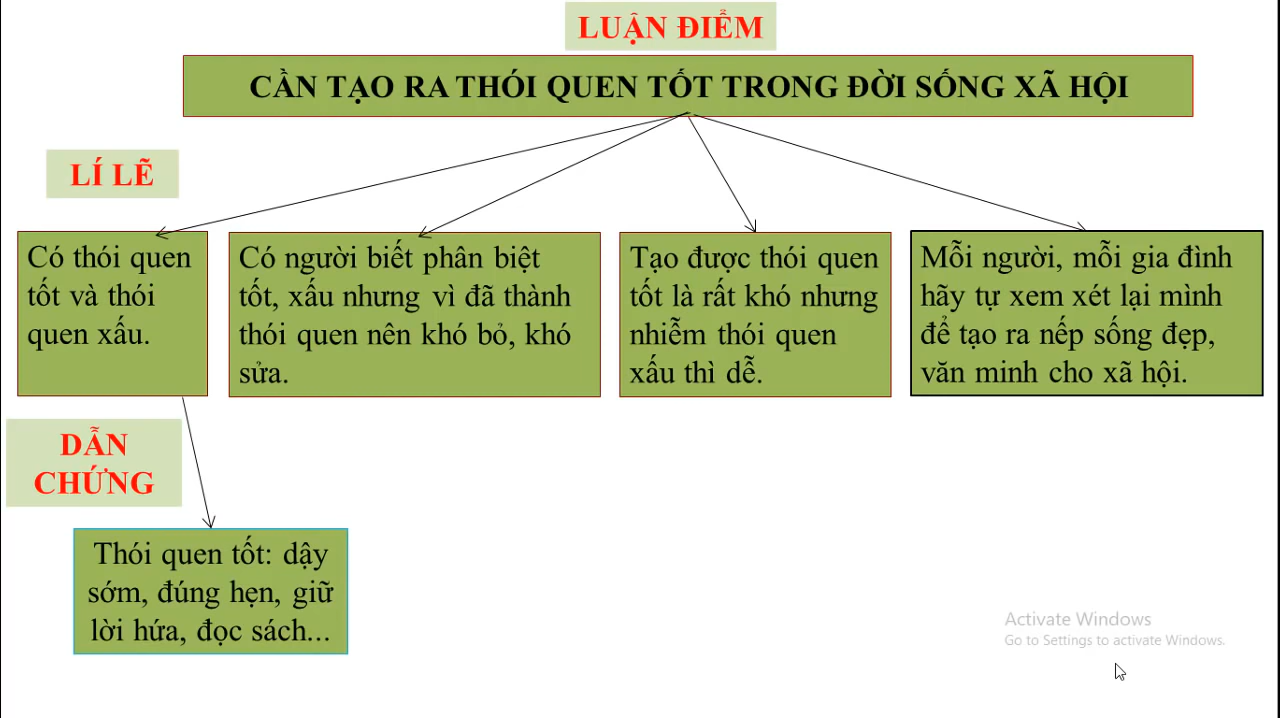 LUẬN ĐIỂM
CẦN TẠO RA THÓI QUEN TỐT TRONG ĐỜI SỐNG XÃ HỘI
LÍ LẼ
Có thói quen
tốt và thói
quen xấu.
Có người biết phân biệt
tốt, xấu nhưng vì đã thành
thói quen nên khó bỏ, khó
sửa.
Tạo được thói quen
tốt là rất khó nhưng
nhiễm thói quen
xấu thì dễ.
Mỗi người, mỗi gia đình
hãy tự xem xét lại mình
để tạo ra nếp sống đẹp,
văn minh cho xã hội.
DẪN
CHỨNG
Thói quen tốt: dậy
sớm, đúng hẹn, giữ
lời hứa, đọc sách...
Activate Windows
Go to Settings to activate Windows.